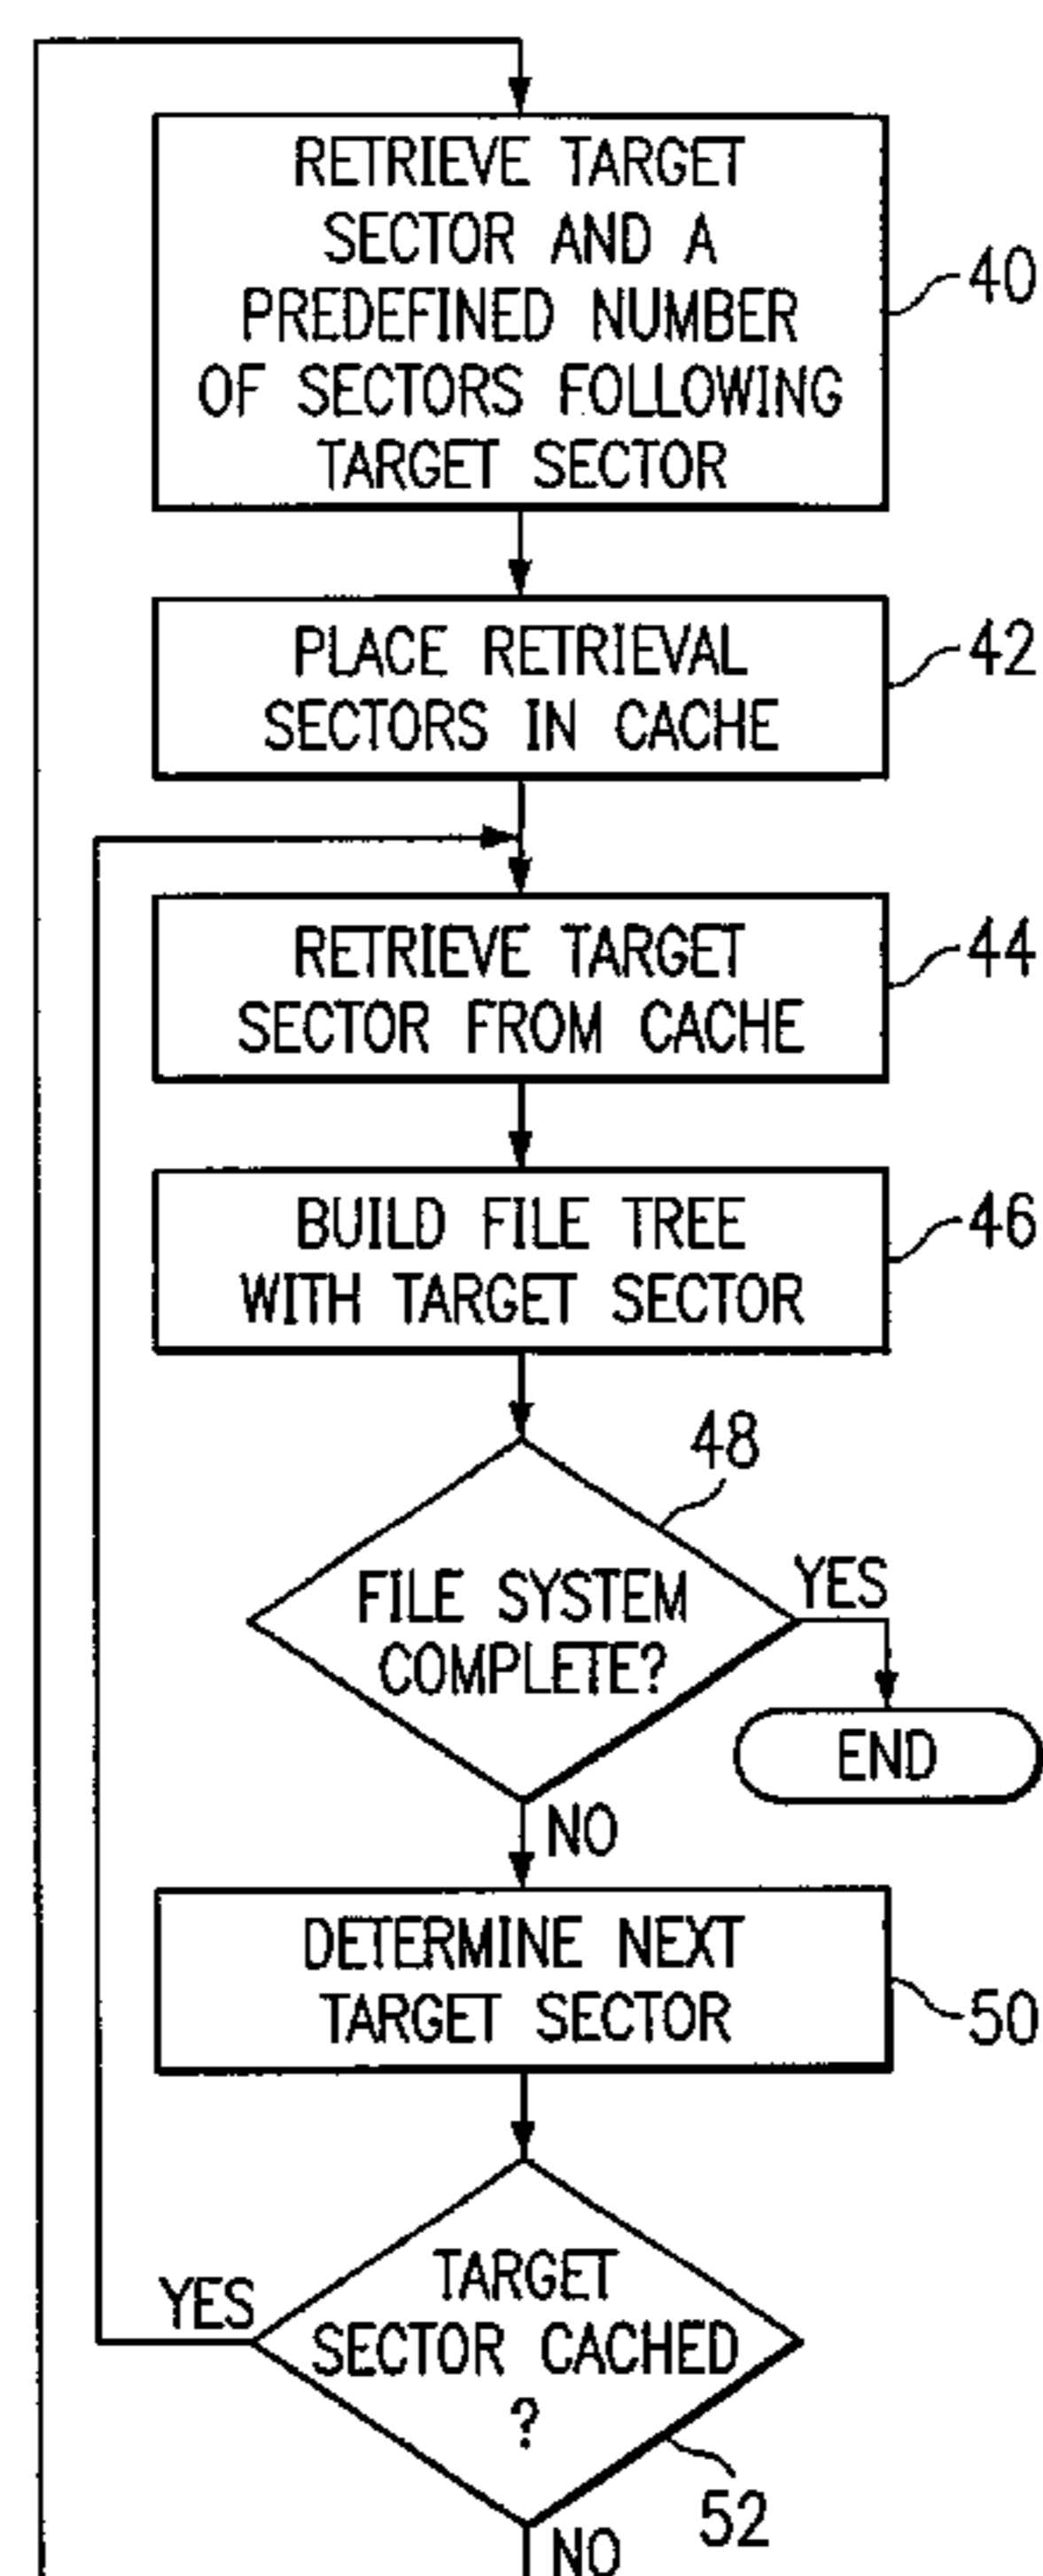 RETRIEVE TARGET
SECTOR AND A
PREDEFINED NUMBER
OF SECTORS FOLLOWING
TARGET SECTOR
40
PLACE RETRIEVAL
SECTORS IN CACHE
42
RETRIEVE TARGET
SECTOR FROM CACHE
44
BUILD FILE TREE
WITH TARGET SECTOR
46
48
FILE SYSTEM
COMPLETE?
YES
END
NO
DETERMINE NEXT
TARGET SECTOR
50
YES
TARGET
SECTOR CACHED
?
52
NO